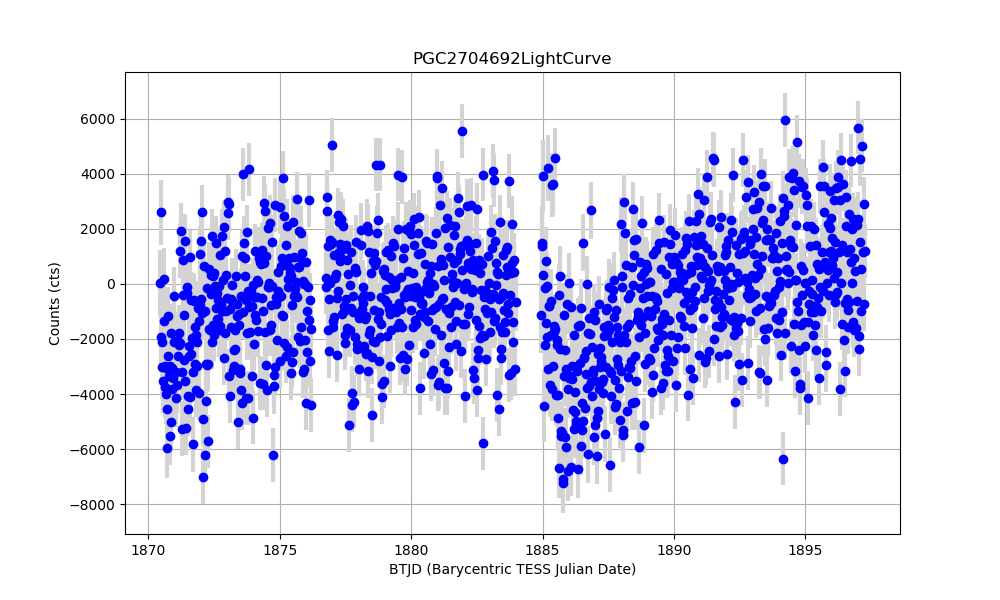 PGC2704692LightCurve
Counts (cts)
6000
4000
2000
0
−2000
−4000
−6000
−8000
1870 1875 1880 1885 1890 1895
BTJD (Barycentric TESS Julian Date)